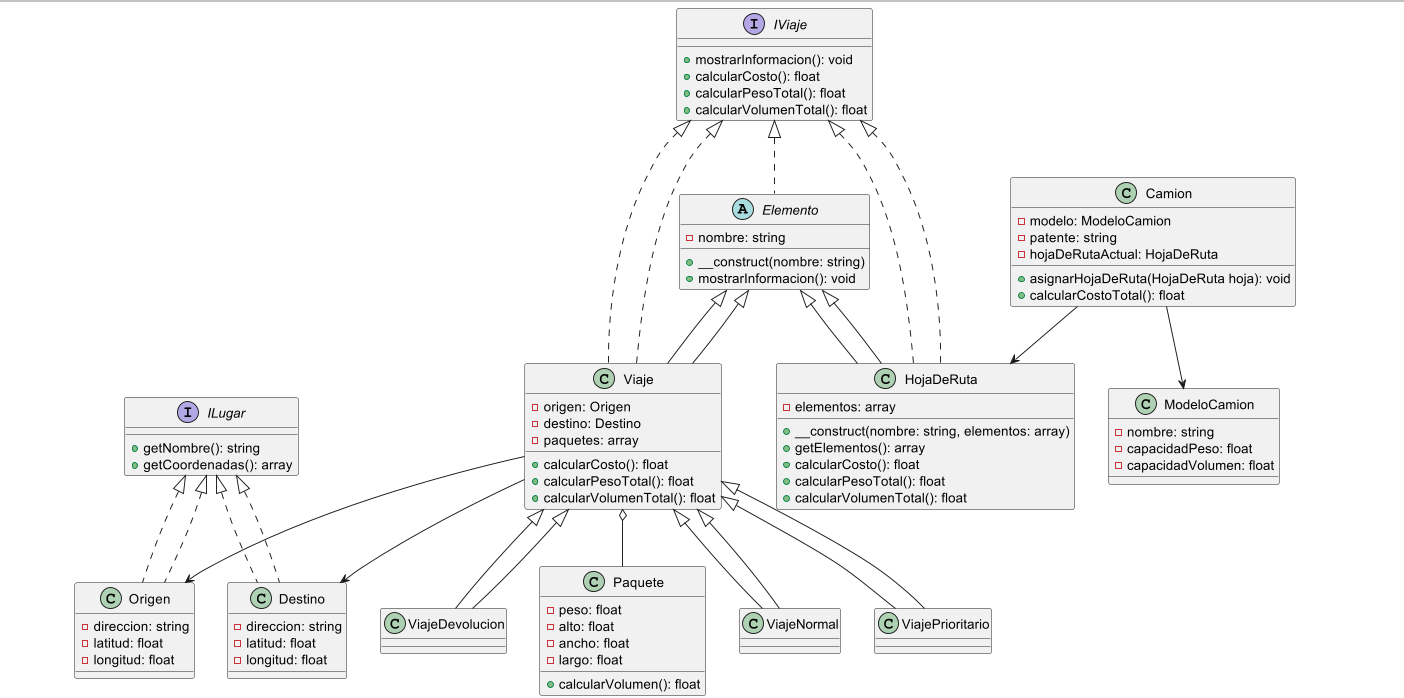 I IViaje
mostrarInformacion(): void
calcularCosto(): float
calcularPesoTotal(): float
calcularVolumenTotal(): float
A Elemento
nombre: string
__construct(nombre: string)
mostrarInformacion(): void
C Camion
modelo: ModeloCamion
patente: string
hojaDeRutaActual: HojaDeRuta
asignarHojaDeRuta(HojaDeRuta hoja): void
calcularCostoTotal(): float
C Viaje
origen: Origen
destino: Destino
paquetes: array
calcularCosto(): float
calcularPesoTotal(): float
calcularVolumenTotal(): float
C HojaDeRuta
elementos: array
__construct(nombre: string, elementos: array)
getElementos(): array
calcularCosto(): float
calcularPesoTotal(): float
calcularVolumenTotal(): float
C ModeloCamion
nombre: string
capacidadPeso: float
capacidadVolumen: float
I ILugar
getNombre(): string
getCoordenadas(): array
C Origen
direccion: string
latitud: float
longitud: float
C Destino
direccion: string
latitud: float
longitud: float
C ViajeDevolucion
C Paquete
peso: float
alto: float
ancho: float
largo: float
calcularVolumen(): float
C ViajeNormal
C ViajePrioritario